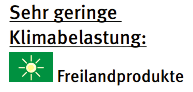 Sehr geringe
Klimabelastung:
Freilandprodukte